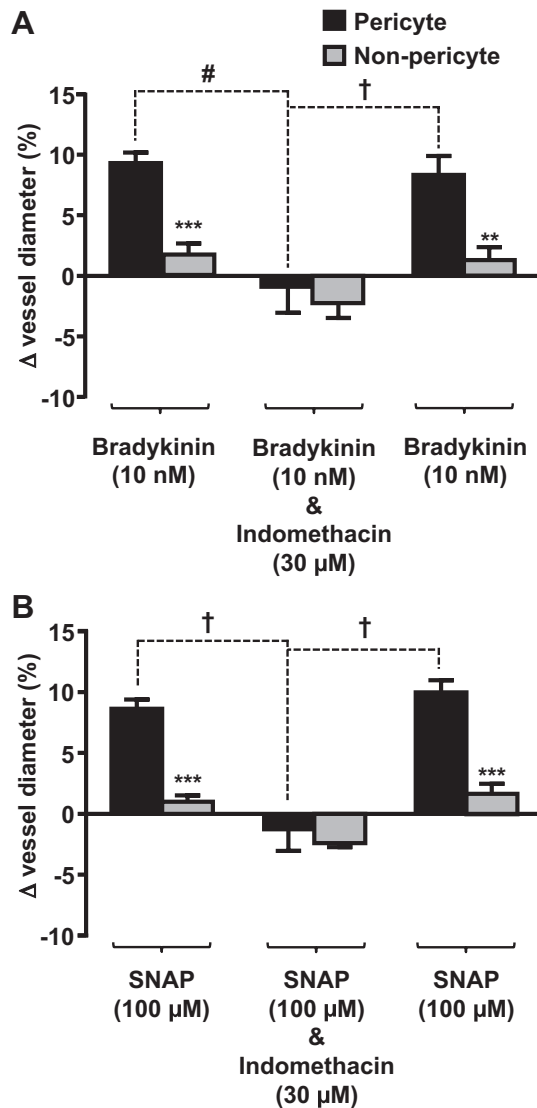 A
Pericyte
Non-pericyte
Δ vessel diameter (%)
15
10
5
0
-5
-10
#
†
***
**
Bradykinin
(10 nM)
Bradykinin
(10 nM)
&
Indomethacin
(30 µM)
Bradykinin
(10 nM)
B
Δ vessel diameter (%)
15
10
5
0
-5
-10
†
†
***
***
SNAP
(100 µM)
SNAP
(100 µM)
&
Indomethacin
(30 µM)
SNAP
(100 µM)